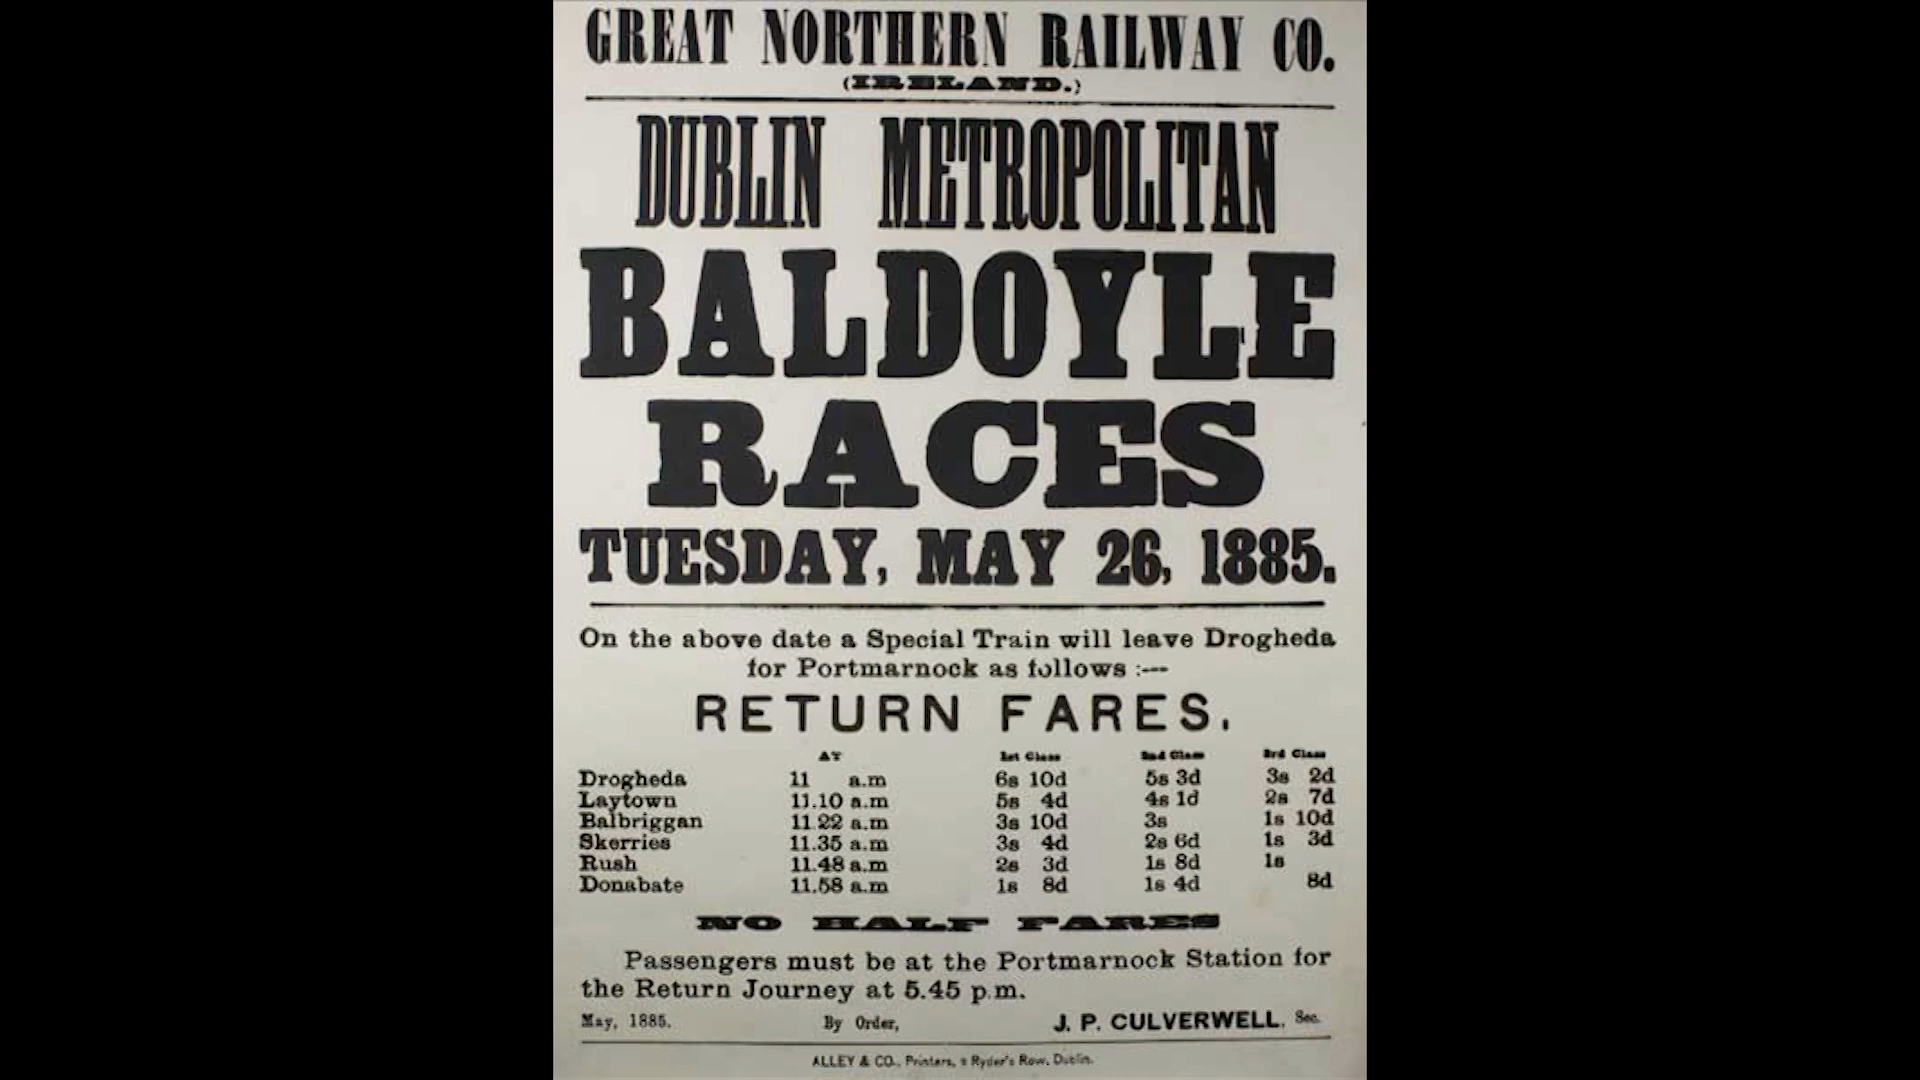 GREAT NORTHERN RAILWAY CO.
(IRELAND.)
DUBLIN METROPOLITAN
BALDOYLE
RACES
TUESDAY, MAY 26, 1885.
On the above date a Special Train will leave Drogheda
for Portmarnock as follows :---
RETURN FARES.
AT 1st Class 2nd Class 3rd Class
Drogheda 11 a.m 6s 10d 5s 3d 3s 2d
Laytown 11.10 a.m 5s 4d 4s 1d 2s 7d
Balbriggan 11.22 a.m 3s 10d 3s 1s 10d
Skerries 11.35 a.m 3s 4d 2s 6d 1s 3d
Rush 11.48 a.m 2s 3d 1s 8d 1s
Donabate 11.58 a.m 1s 8d 1s 4d 8d
NO HALF FARES
Passengers must be at the Portmarnock Station for
the Return Journey at 5.45 p.m.
May, 1885. By Order, J. P. CULVERWELL, Sec.
ALLEY & CO., Printers, Ryder's Row, Dublin.